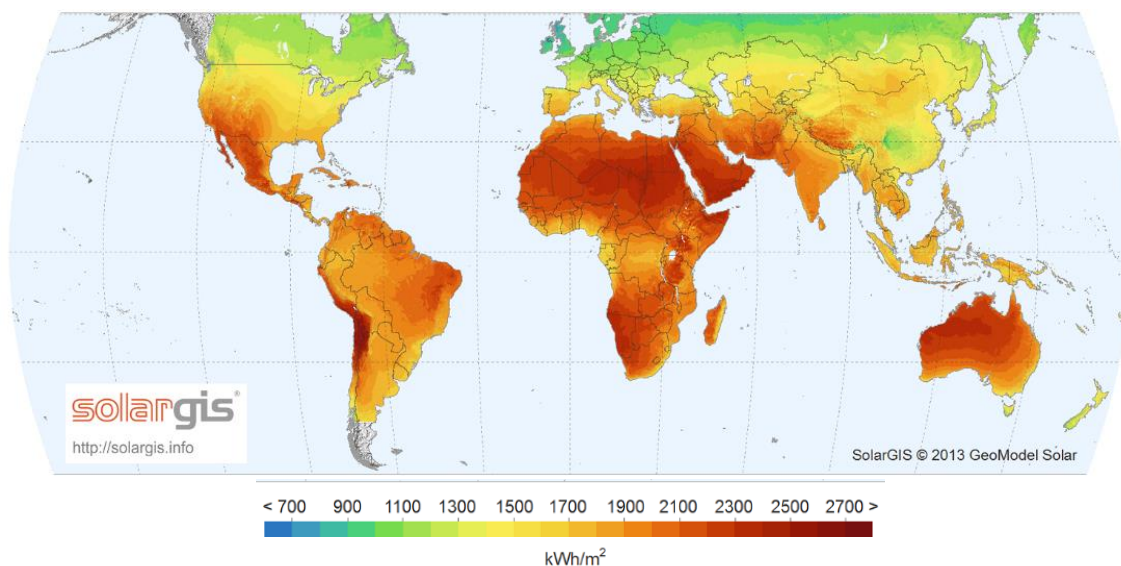 solargis®
http://solargis.info
SolarGIS © 2013 GeoModel Solar
< 700 900 1100 1300 1500 1700 1900 2100 2300 2500 2700 >
kWh/m²